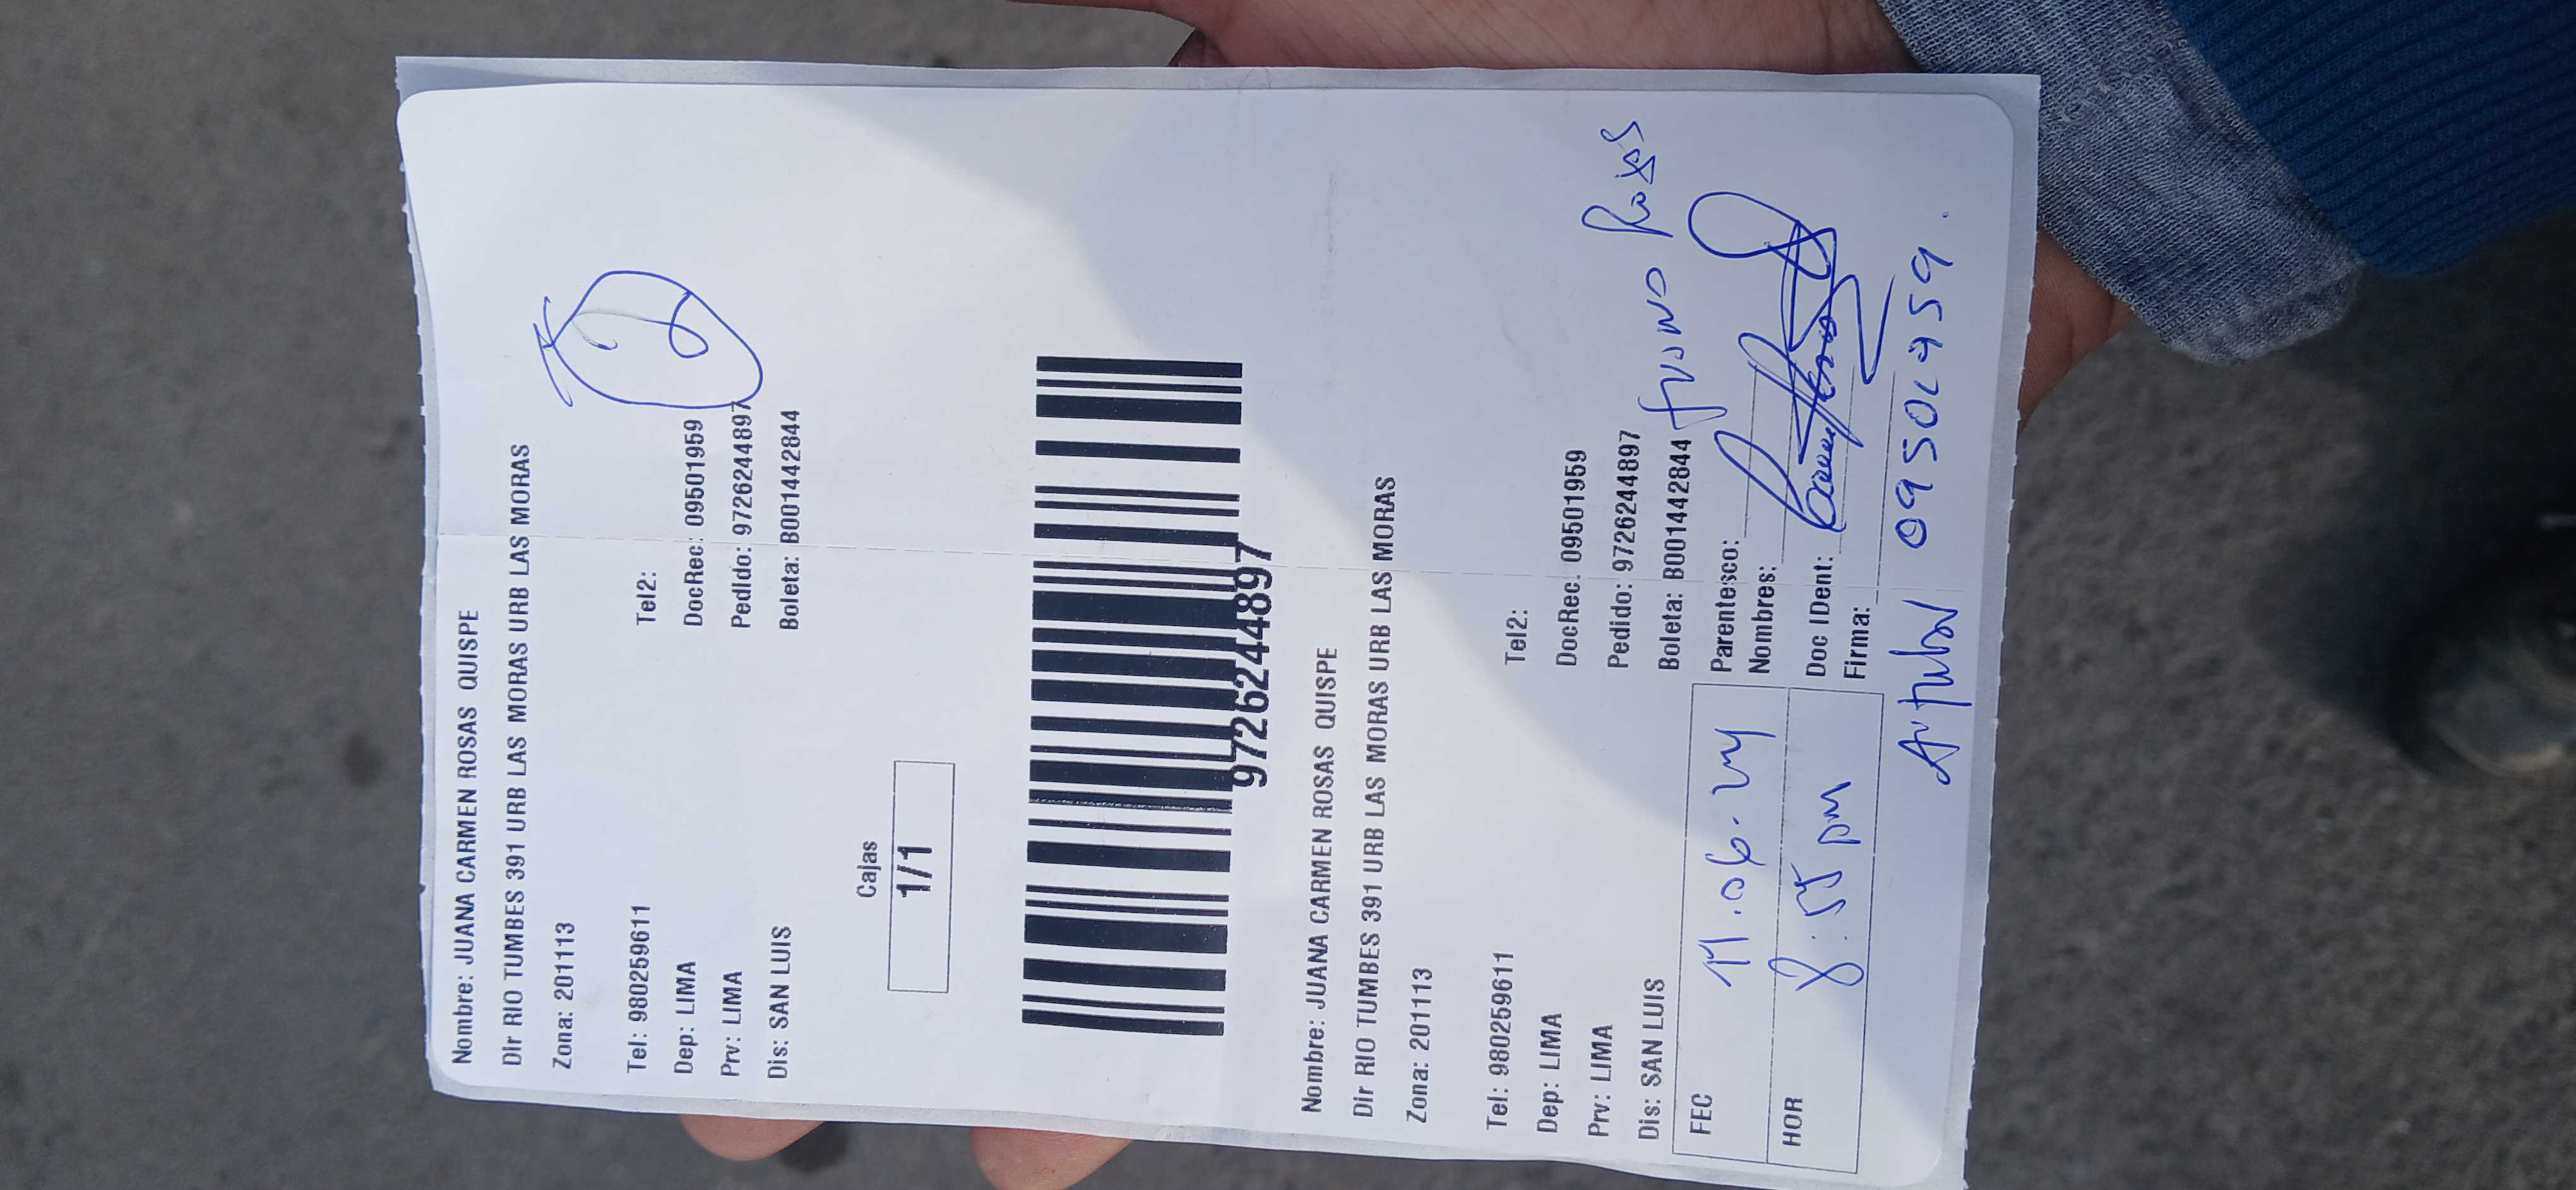 Nombre: JUANA CARMEN ROSAS QUISPE
Dir RIO TUMBES 391 URB LAS MORAS URB LAS MORAS
Zona: 201113
Tel: 980259611 Tel2:
Dep: LIMA DocRec: 09501959
Prv: LIMA Pedido: 9726244897
Dis: SAN LUIS Boleta: B001442844
Cajas
1/1
9726244897
Nombre: JUANA CARMEN ROSAS QUISPE
Dir RIO TUMBES 391 URB LAS MORAS URB LAS MORAS
Zona: 201113
Tel: 980259611 Tel2:
Dep: LIMA DocRec: 09501959
Prv: LIMA Pedido: 9726244897
Dis: SAN LUIS Boleta: B001442844
Rosas
FEC Parentesco:
Nombres:
HOR 8:55 pm Doc IDent:
Firma: